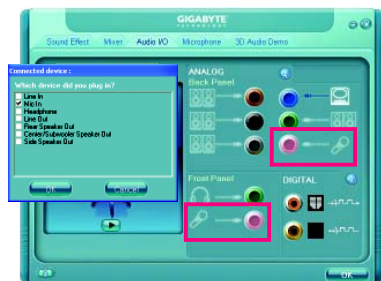 GIGABYTE
TECHNOLOGY
Sound Effect Mixer Audio I/O Microphone 3D Audio Demo
Connected device :
Which device did you plug in?
Line In
Mic In
Headphone
Line Out
Rear Speaker Out
Center/Subwoofer Speaker Out
Side Speaker Out
OK Cancel
ANALOG
Back Panel
Front Panel
DIGITAL
OK